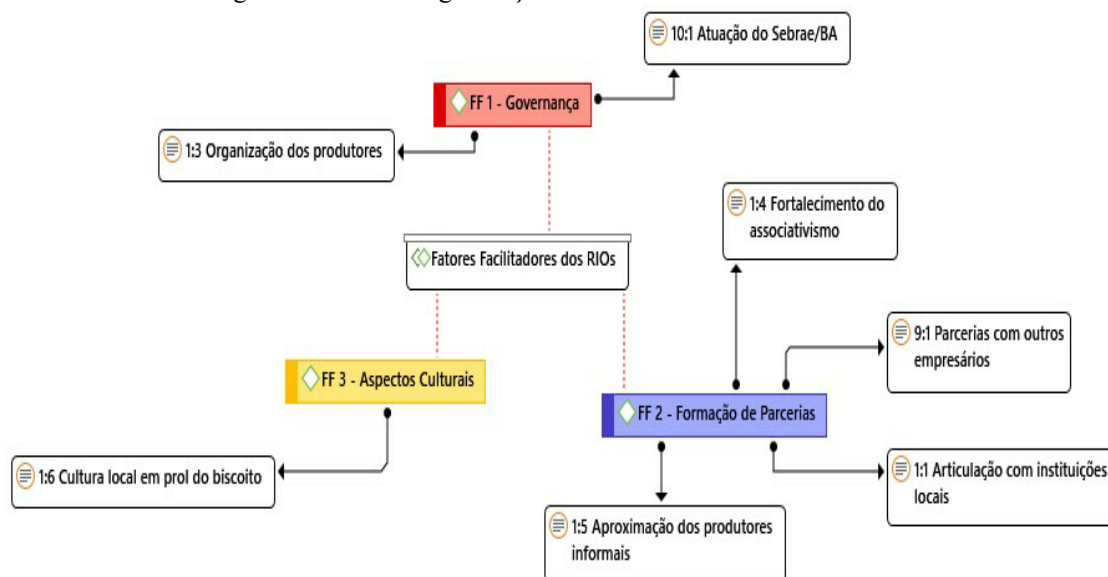 10:1 Atuação do Sebrae/BA
FF 1 - Governança
1:3 Organização dos produtores
1:4 Fortalecimento do
associativismo
Fatores Facilitadores dos RIOs
9:1 Parcerias com outros
empresários
FF 3 - Aspectos Culturais
FF 2 - Formação de Parcerias
1:6 Cultura local em prol do biscoito
1:1 Articulação com instituições
locais
1:5 Aproximação dos produtores
informais